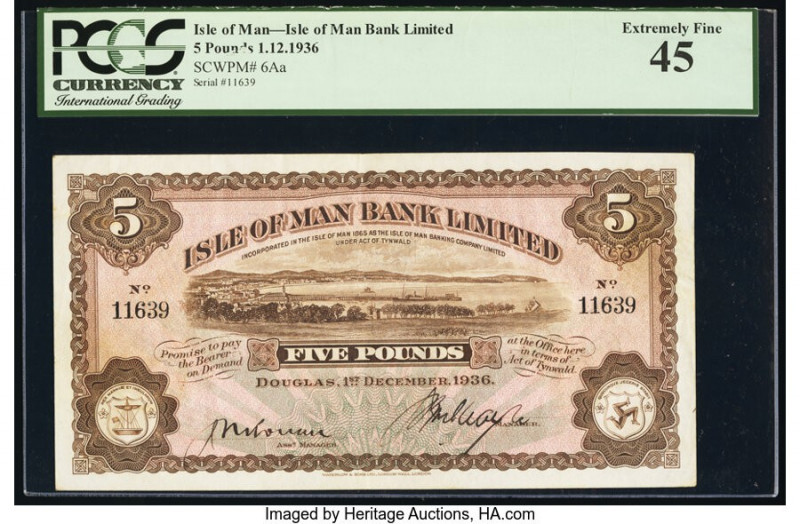 PCGS
CURRENCY
International Grading
Isle of Man—Isle of Man Bank Limited
5 Pounds 1.12.1936
SCWPM# 6Aa
Serial #11639
Extremely Fine
45
5
5
ISLE OF MAN BANK LIMITED
INCORPORATED IN THE ISLE OF MAN 1865 AS THE ISLE OF MAN BANKING COMPANY LIMITED
UNDER ACT OF TYNWALD
No 11639
No 11639
Promise to pay
the Bearer
on Demand
FIVE POUNDS
at the Office here
in terms of
Act of Tynwald.
DOUGLAS, 1ST DECEMBER, 1936.
ASST MANAGER
MANAGER.
Imaged by Heritage Auctions, HA.com